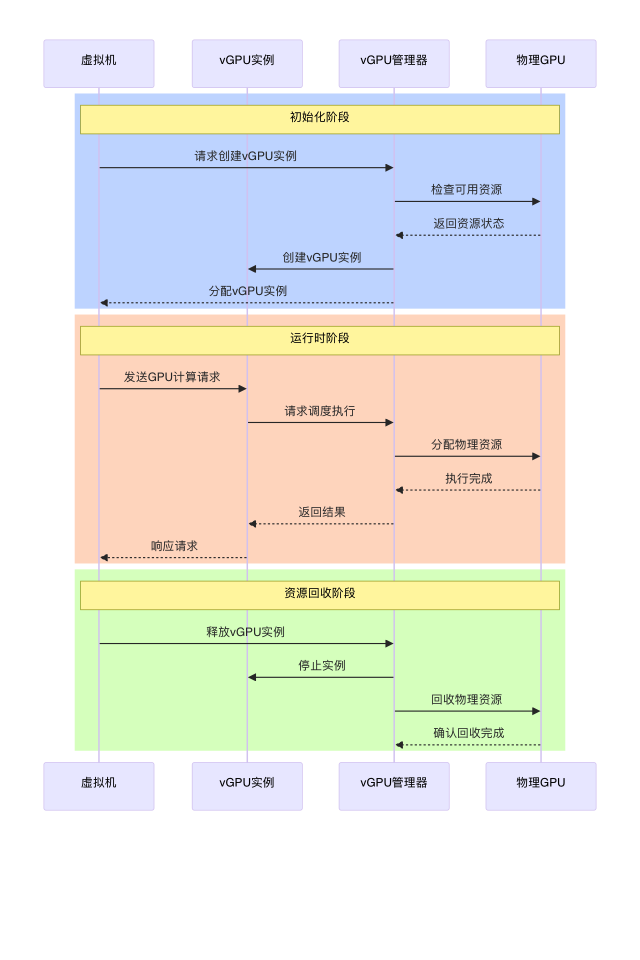 虚拟机
vGPU实例
vGPU管理器
物理GPU
初始化阶段
请求创建vGPU实例
检查可用资源
返回资源状态
创建vGPU实例
分配vGPU实例
运行时阶段
发送GPU计算请求
请求调度执行
分配物理资源
执行完成
返回结果
响应请求
资源回收阶段
释放vGPU实例
停止实例
回收物理资源
确认回收完成
虚拟机
vGPU实例
vGPU管理器
物理GPU